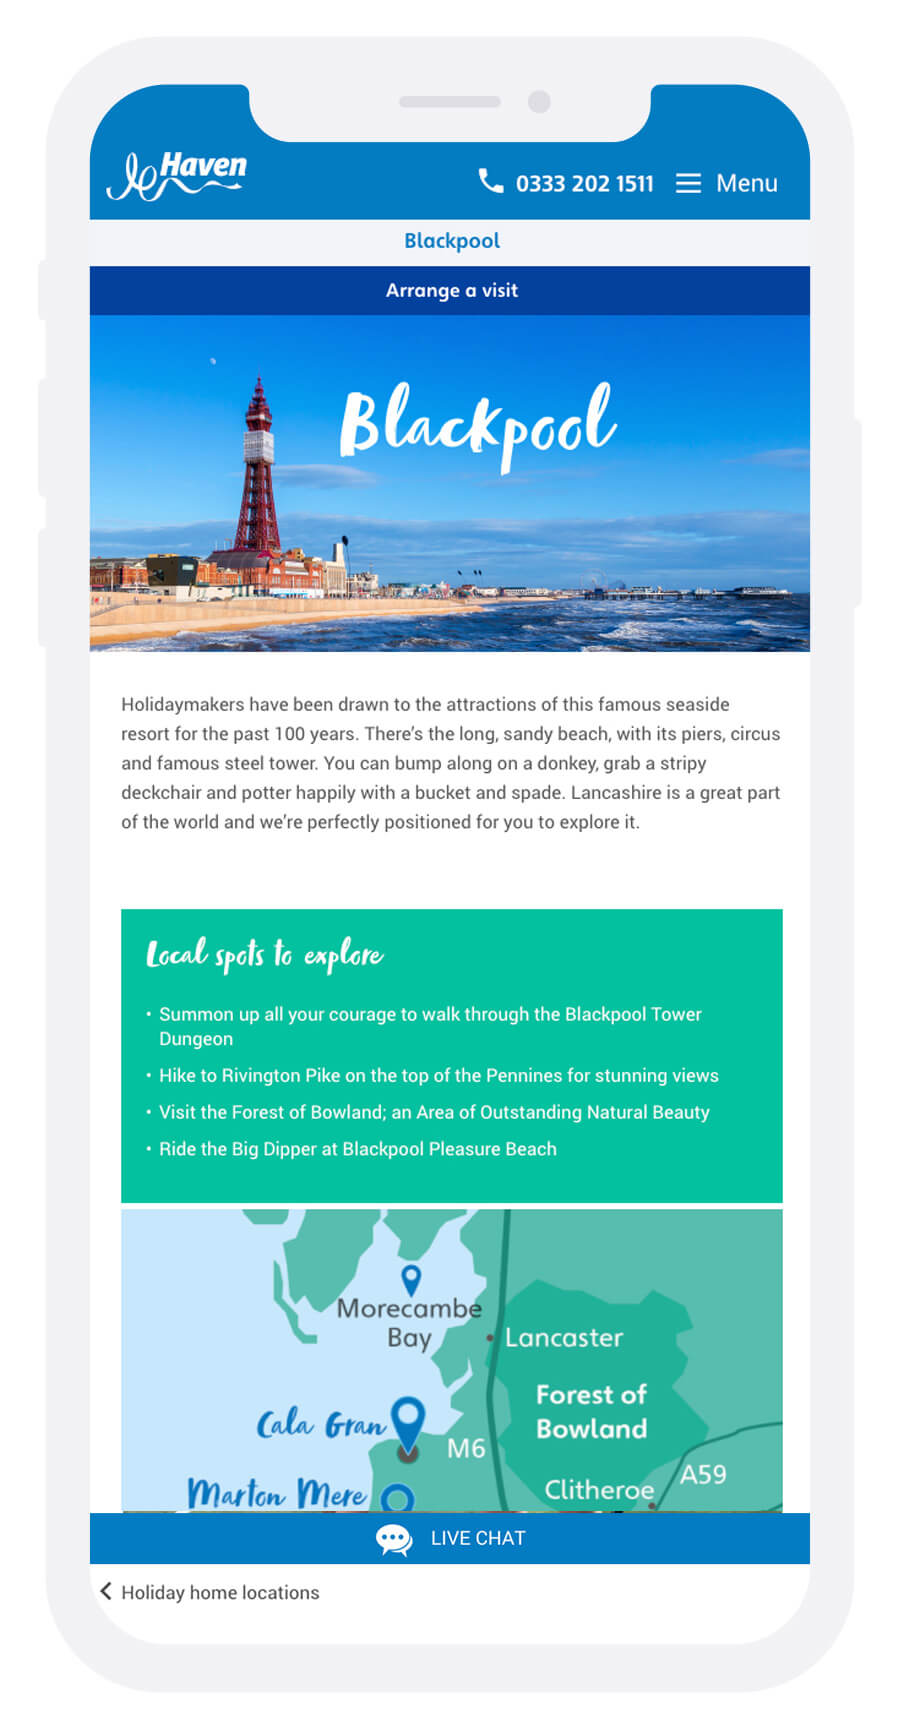 Haven
0333 202 1511
Menu
Blackpool
Arrange a visit
Blackpool
Holidaymakers have been drawn to the attractions of this famous seaside
resort for the past 100 years. There's the long, sandy beach, with its piers, circus
and famous steel tower. You can bump along on a donkey, grab a stripy
deckchair and potter happily with a bucket and spade. Lancashire is a great part
of the world and we're perfectly positioned for you to explore it.
Local spots to explore
• Summon up all your courage to walk through the Blackpool Tower
Dungeon
• Hike to Rivington Pike on the top of the Pennines for stunning views
• Visit the Forest of Bowland; an Area of Outstanding Natural Beauty
• Ride the Big Dipper at Blackpool Pleasure Beach
Morecambe
Bay
Lancaster
Forest of
Bowland
Cala Gran
M6
A59
Clitheroe
Marton Mere
LIVE CHAT
Holiday home locations